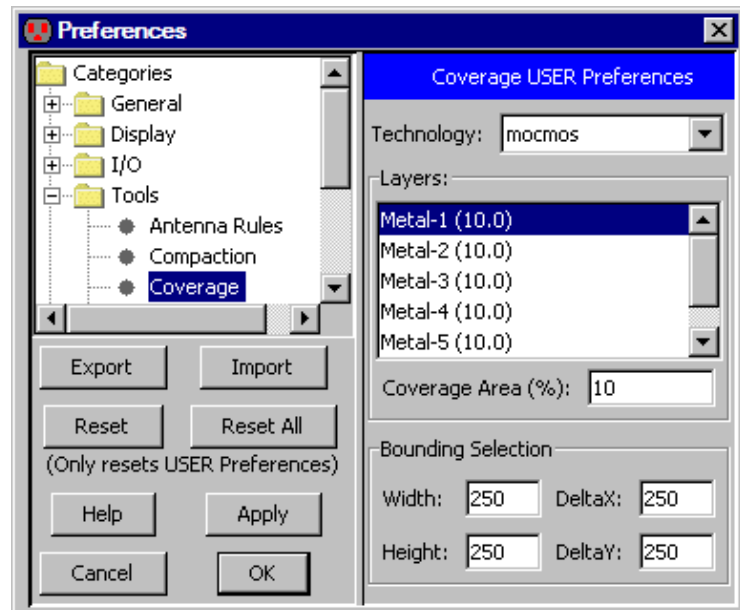 Preferences
Categories
General
Display
I/O
Tools
Antenna Rules
Compaction
Coverage
Export Import
Reset Reset All
(Only resets USER Preferences)
Help Apply
Cancel OK
Coverage USER Preferences
Technology: mocmos
Layers:
Metal-1 (10.0)
Metal-2 (10.0)
Metal-3 (10.0)
Metal-4 (10.0)
Metal-5 (10.0)
Coverage Area (%): 10
Bounding Selection
Width: 250 DeltaX: 250
Height: 250 DeltaY: 250